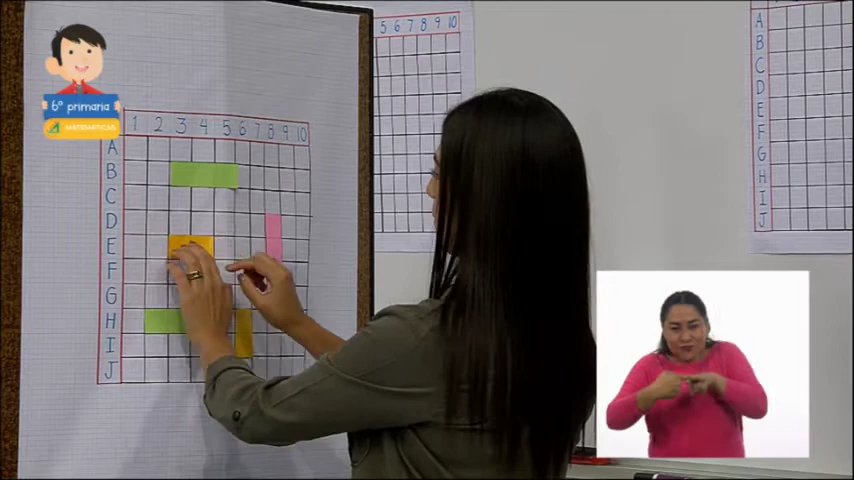 6º primaria
MATEMÁTICAS
1 2 3 4 5 6 7 8 9 10
A
B
C
D
E
F
G
H
I
J
5 6 7 8 9 10
A
B
C
D
E
F
G
H
I
J